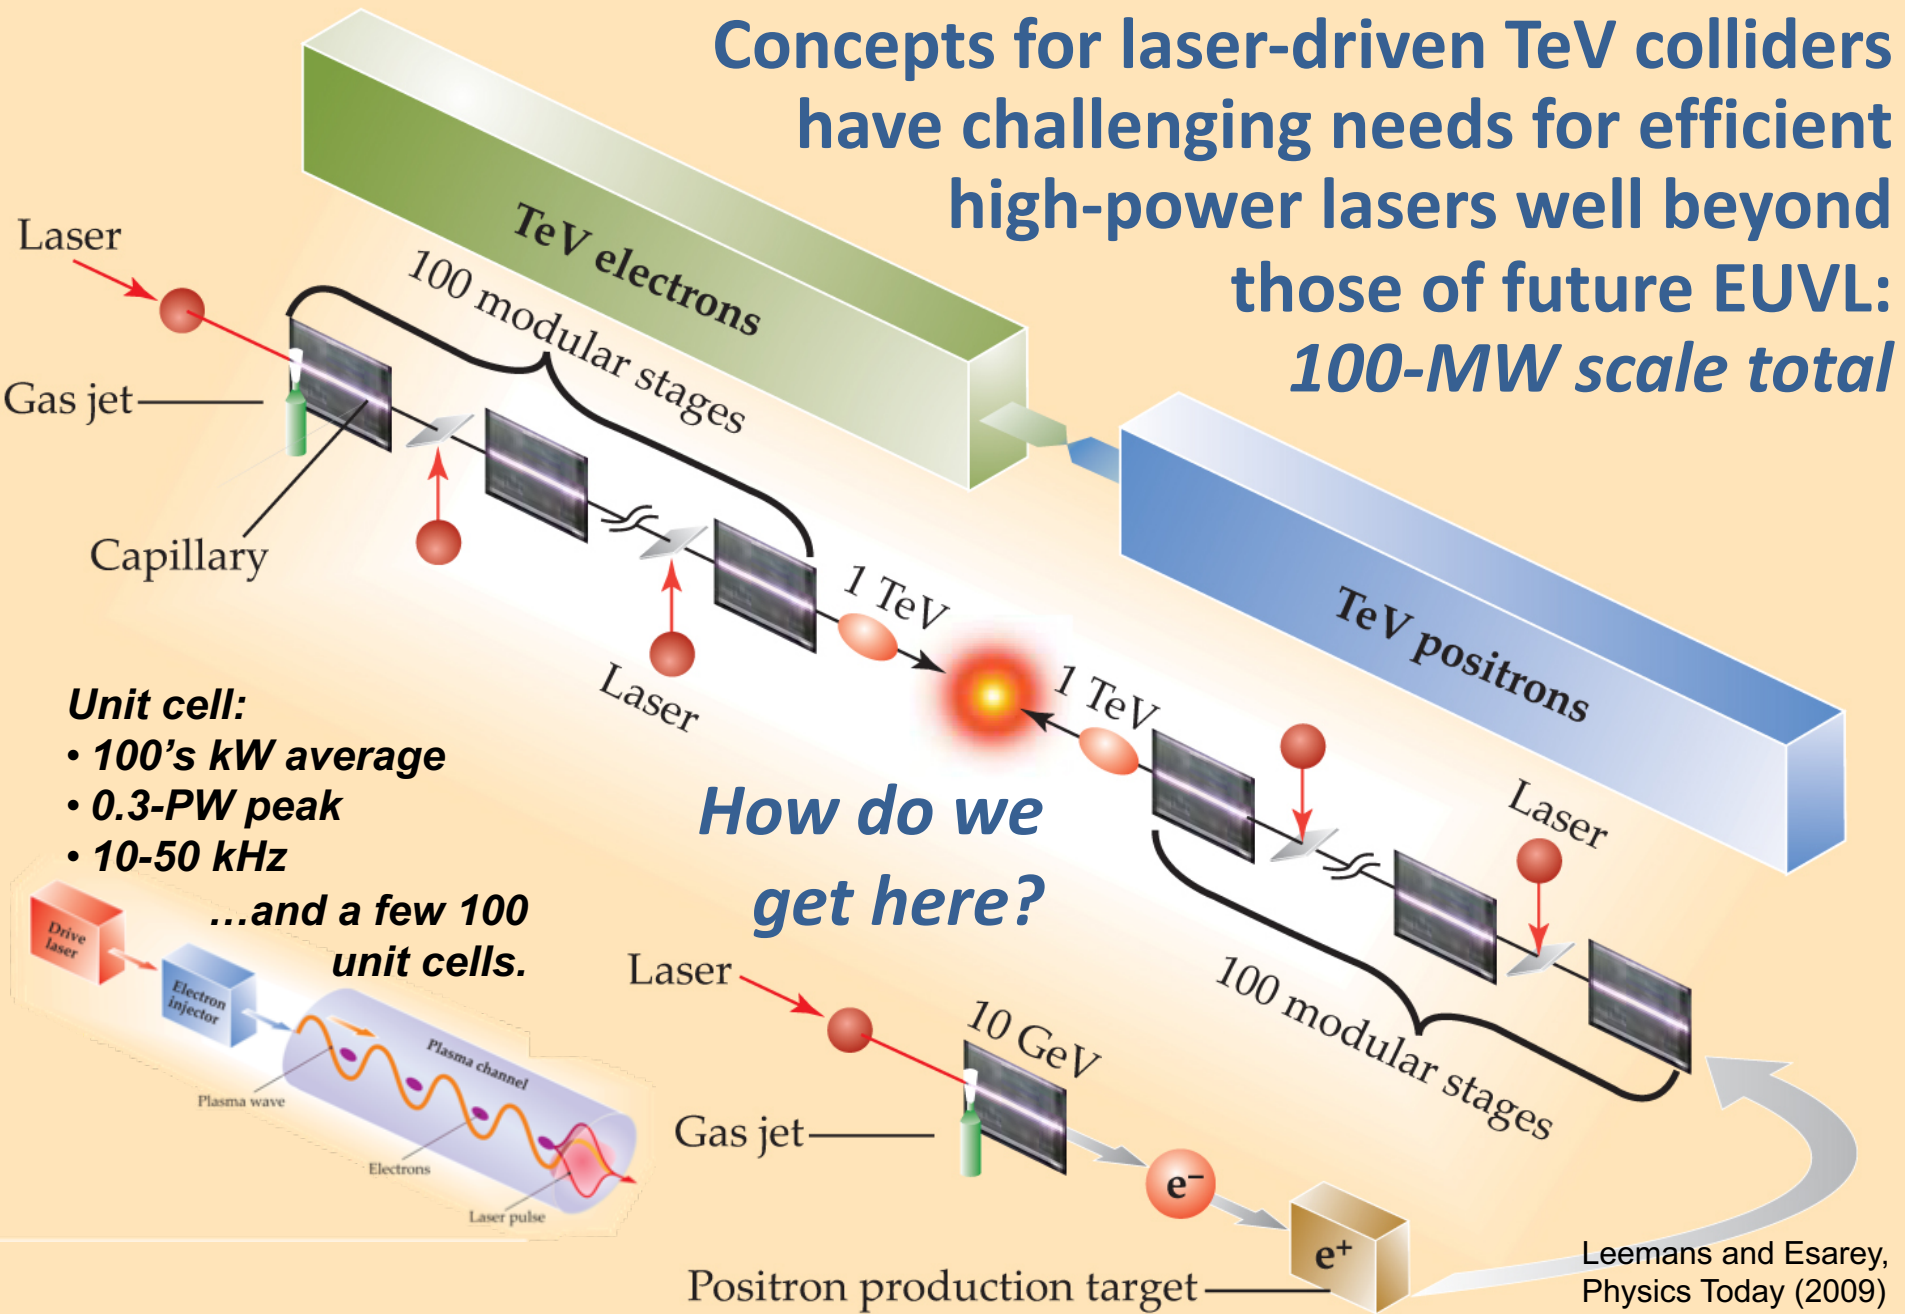 Concepts for laser-driven TeV colliders
have challenging needs for efficient
high-power lasers well beyond
those of future EUVL:
100-MW scale total
TeV electrons
100 modular stages
Laser
Gas jet
Capillary
Laser
1 TeV
1 TeV
TeV positrons
Laser
100 modular stages
Unit cell:
• 100's kW average
• 0.3-PW peak
• 10-50 kHz
…and a few 100
unit cells.
How do we
get here?
Drive
laser
Electron
injector
Plasma channel
Plasma wave
Electrons
Laser pulse
Laser
10 GeV
Gas jet
e−
e+
Positron production target
Leemans and Esarey,
Physics Today (2009)